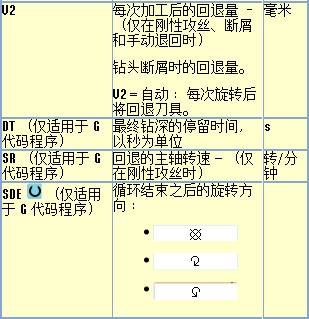 V2
每次加工后的回退量 -
（仅在刚性攻丝、断屑
和手动退回时）
毫米
钻头断屑时的回退量。
V2 = 自动： 每次旋转后
将回退刀具。
DT （仅适用于 G
代码程序）
最终钻深的停留时间，
以秒为单位
s
SR （仅适用于 G
代码程序）
回退的主轴转速 – （仅
在刚性攻丝时）
转/分
钟
SDE （仅适用
于 G 代码程序）
循环结束之后的旋转方
向：